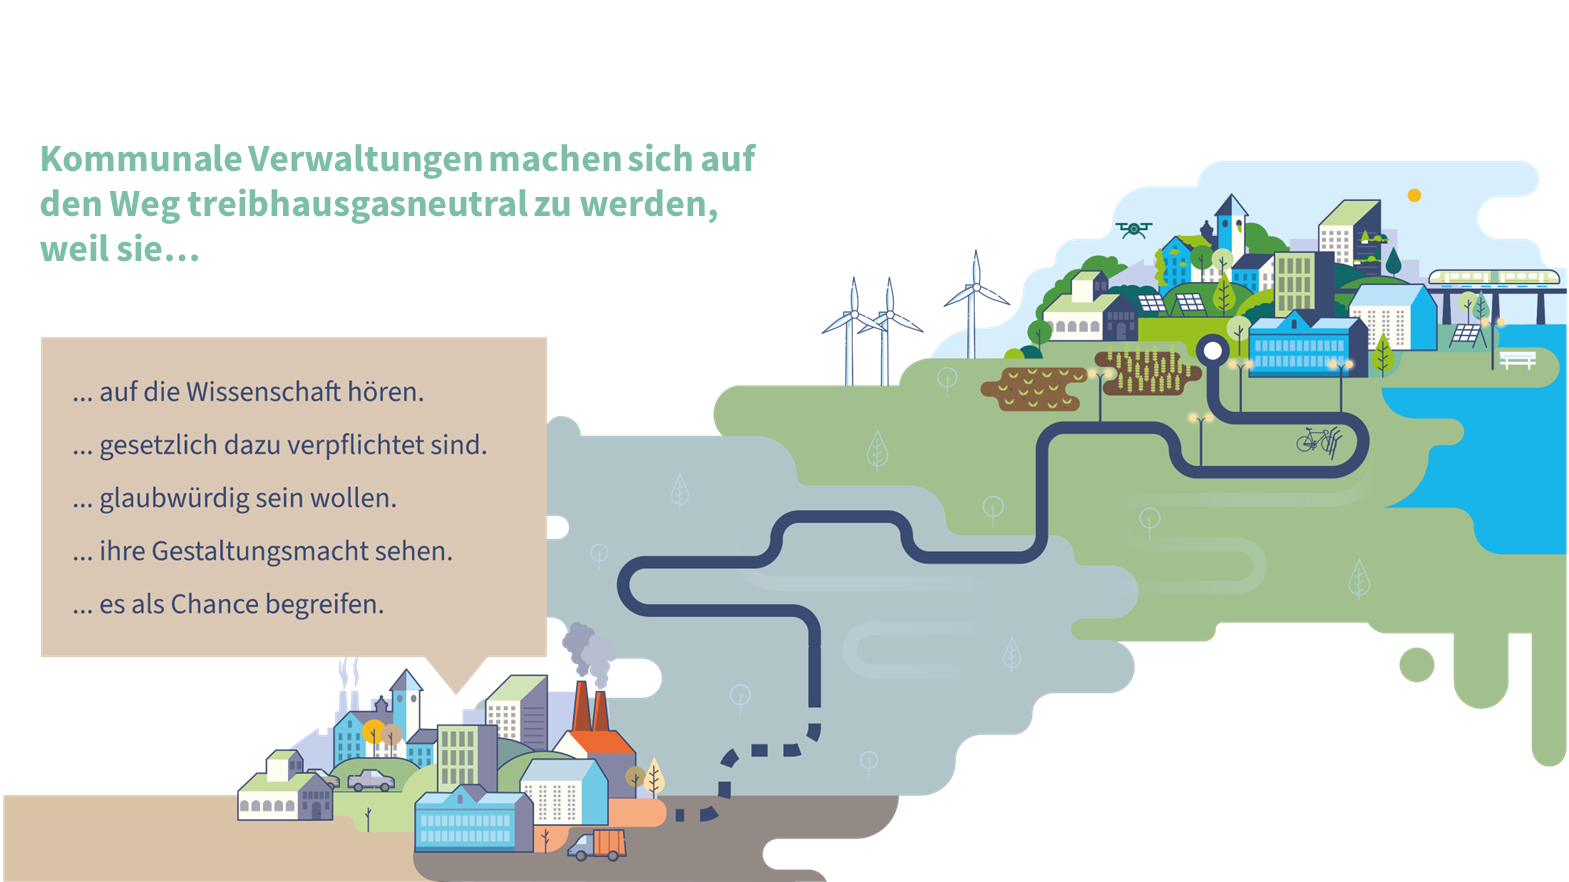 Kommunale Verwaltungen machen sich auf
den Weg treibhausgasneutral zu werden,
weil sie...
... auf die Wissenschaft hören.
... gesetzlich dazu verpflichtet sind.
... glaubwürdig sein wollen.
... ihre Gestaltungsmacht sehen.
... es als Chance begreifen.